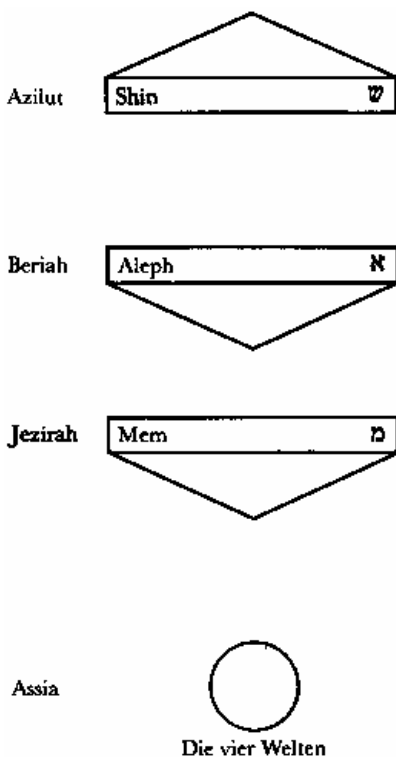 Azilut Shin ש
Beriah Aleph א
Jezirah Mem מ
Assia
Die vier Welten